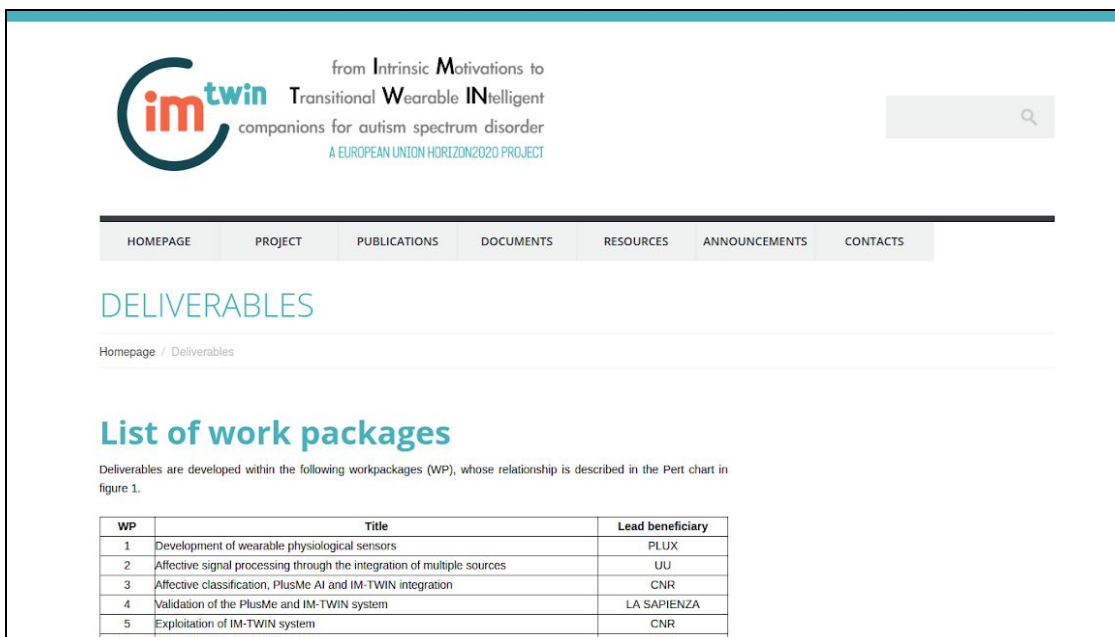 im twin
from Intrinsic Motivations to
Transitional Wearable INtelligent
companions for autism spectrum disorder
A EUROPEAN UNION HORIZON2020 PROJECT
HOMEPAGE PROJECT PUBLICATIONS DOCUMENTS RESOURCES ANNOUNCEMENTS CONTACTS
DELIVERABLES
Homepage / Deliverables
List of work packages
Deliverables are developed within the following workpackages (WP), whose relationship is described in the Pert chart in
figure 1.
WP Title Lead beneficiary
1 Development of wearable physiological sensors PLUX
2 Affective signal processing through the integration of multiple sources UU
3 Affective classification, PlusMe AI and IM-TWIN integration CNR
4 Validation of the PlusMe and IM-TWIN system LA SAPIENZA
5 Exploitation of IM-TWIN system CNR